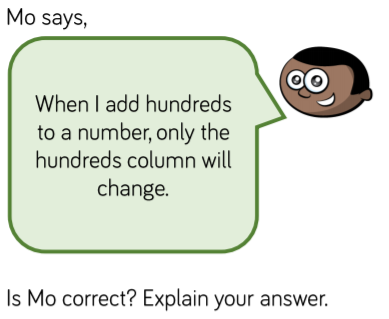 Mo says,
When I add hundreds
to a number, only the
hundreds column will
change.
Is Mo correct? Explain your answer.